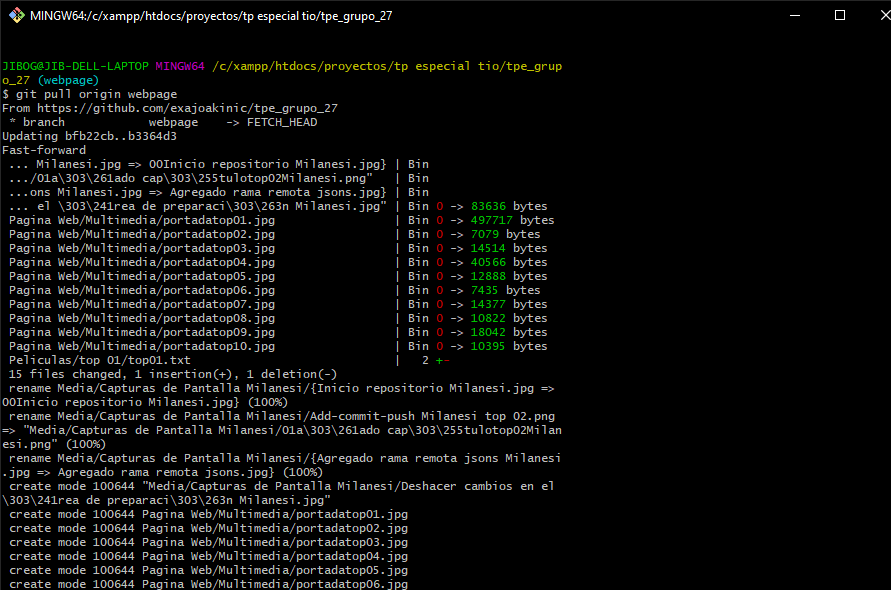 MINGW64:/c/xampp/htdocs/proyectos/tp especial tio/tpe_grupo_27
JIBOG@JIB-DELL-LAPTOP MINGW64 /c/xampp/htdocs/proyectos/tp especial tio/tpe_grup
o_27 (webpage)
$ git pull origin webpage
From https://github.com/exajoakinic/tpe_grupo_27
 * branch            webpage    -> FETCH_HEAD
Updating bfb22cb..b3364d3
Fast-forward
 ... Milanesi.jpg => 00Inicio repositorio Milanesi.jpg} | Bin
 .../01a\303\261ado cap\303\255tulotop02Milanesi.png"   | Bin
 ...ons Milanesi.jpg => Agregado rama remota jsons.jpg} | Bin
 ... el \303\241rea de preparaci\303\263n Milanesi.jpg" | Bin 0 -> 83636 bytes
 Pagina Web/Multimedia/portadatop01.jpg                 | Bin 0 -> 497717 bytes
 Pagina Web/Multimedia/portadatop02.jpg                 | Bin 0 -> 7079 bytes
 Pagina Web/Multimedia/portadatop03.jpg                 | Bin 0 -> 14514 bytes
 Pagina Web/Multimedia/portadatop04.jpg                 | Bin 0 -> 40566 bytes
 Pagina Web/Multimedia/portadatop05.jpg                 | Bin 0 -> 12888 bytes
 Pagina Web/Multimedia/portadatop06.jpg                 | Bin 0 -> 7435 bytes
 Pagina Web/Multimedia/portadatop07.jpg                 | Bin 0 -> 14377 bytes
 Pagina Web/Multimedia/portadatop08.jpg                 | Bin 0 -> 10822 bytes
 Pagina Web/Multimedia/portadatop09.jpg                 | Bin 0 -> 18042 bytes
 Pagina Web/Multimedia/portadatop10.jpg                 | Bin 0 -> 10395 bytes
 Peliculas/top 01/top01.txt                             |   2 +-
 15 files changed, 1 insertion(+), 1 deletion(-)
 rename Media/Capturas de Pantalla Milanesi/{Inicio repositorio Milanesi.jpg =>
00Inicio repositorio Milanesi.jpg} (100%)
 rename Media/Capturas de Pantalla Milanesi/Add-commit-push Milanesi top 02.png
=> "Media/Capturas de Pantalla Milanesi/01a\303\261ado cap\303\255tulotop02Milan
esi.png" (100%)
 rename Media/Capturas de Pantalla Milanesi/{Agregado rama remota jsons Milanesi
.jpg => Agregado rama remota jsons.jpg} (100%)
 create mode 100644 "Media/Capturas de Pantalla Milanesi/Deshacer cambios en el
\303\241rea de preparaci\303\263n Milanesi.jpg"
 create mode 100644 Pagina Web/Multimedia/portadatop01.jpg
 create mode 100644 Pagina Web/Multimedia/portadatop02.jpg
 create mode 100644 Pagina Web/Multimedia/portadatop03.jpg
 create mode 100644 Pagina Web/Multimedia/portadatop04.jpg
 create mode 100644 Pagina Web/Multimedia/portadatop05.jpg
 create mode 100644 Pagina Web/Multimedia/portadatop06.jpg